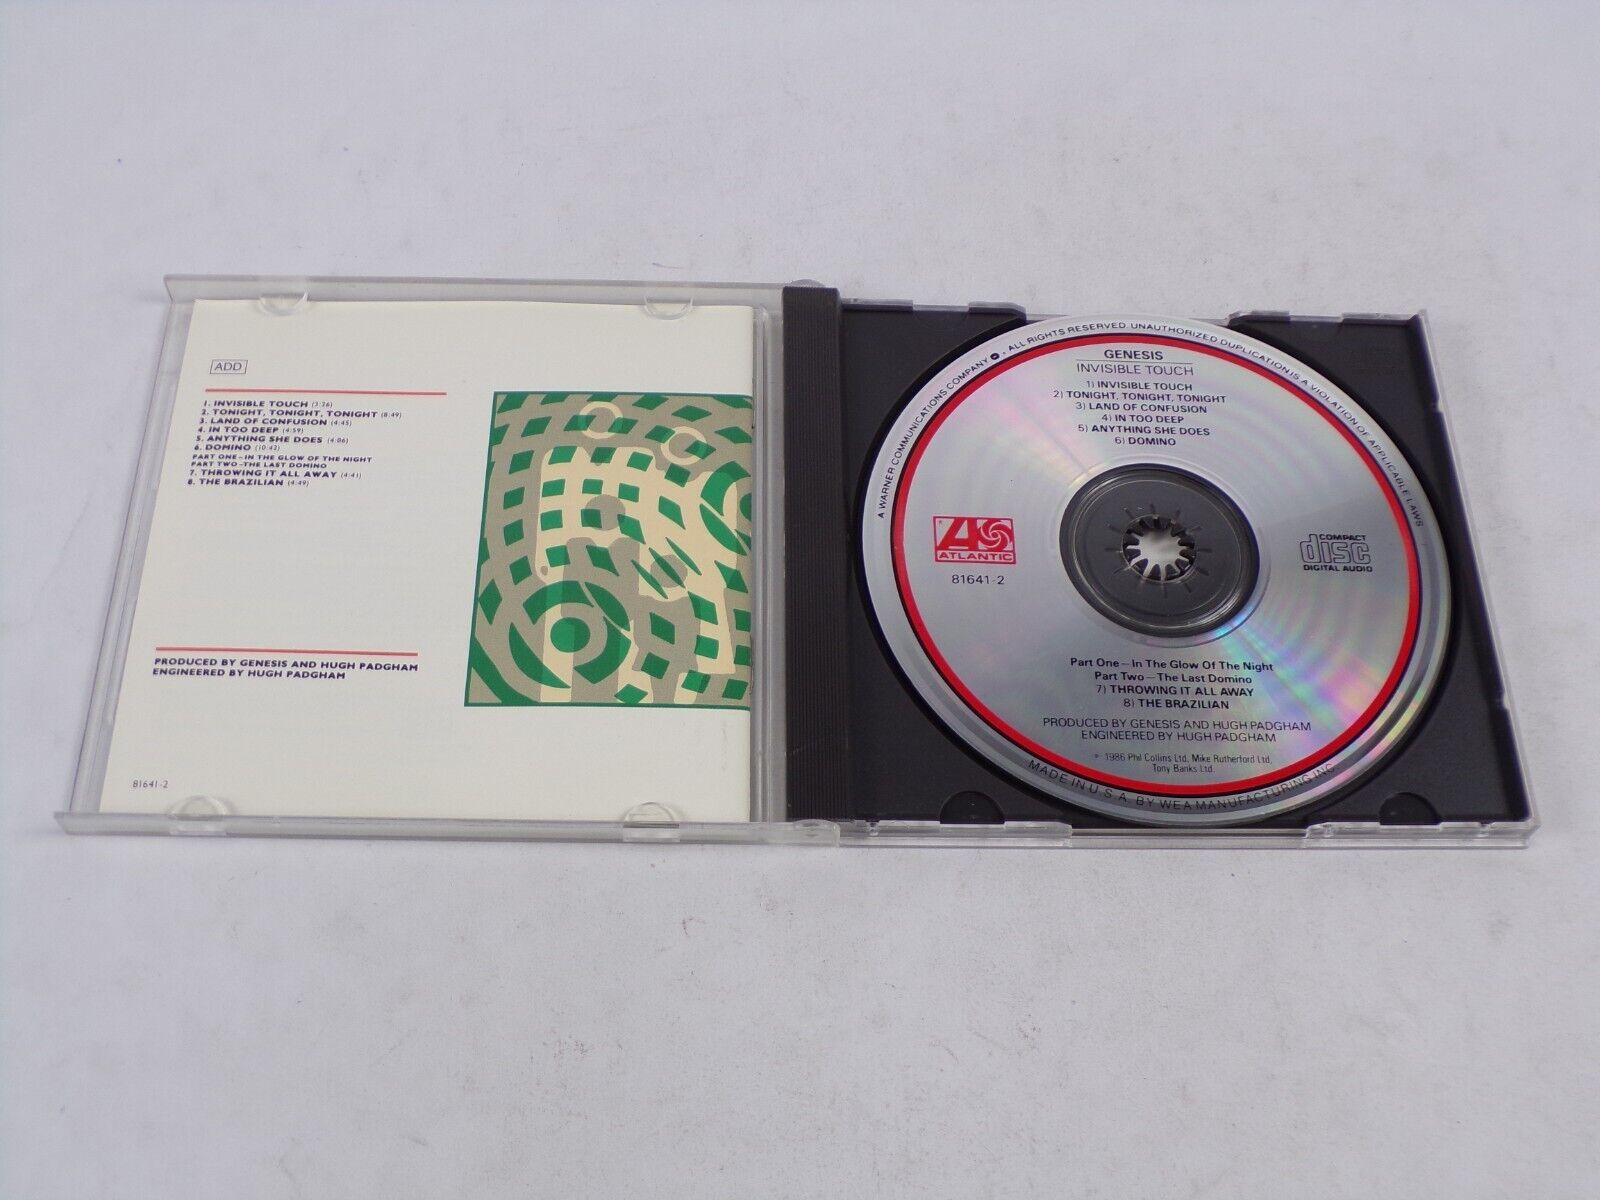 ADD
1. INVISIBLE TOUCH (3:26)
2. TONIGHT, TONIGHT, TONIGHT (8:49)
3. LAND OF CONFUSION (4:45)
4. IN TOO DEEP (4:59)
5. ANYTHING SHE DOES (4:06)
6. DOMINO (10:42)
PART ONE–IN THE GLOW OF THE NIGHT
PART TWO–THE LAST DOMINO
7. THROWING IT ALL AWAY (4:41)
8. THE BRAZILIAN (4:49)
PRODUCED BY GENESIS AND HUGH PADGHAM
ENGINEERED BY HUGH PADGHAM
81641-2
A WARNER COMMUNICATIONS COMPANY. ALL RIGHTS RESERVED. UNAUTHORIZED DUPLICATION IS A VIOLATION OF APPLICABLE LAWS
GENESIS
INVISIBLE TOUCH
1) INVISIBLE TOUCH
2) TONIGHT, TONIGHT, TONIGHT
3) LAND OF CONFUSION
4) IN TOO DEEP
5) ANYTHING SHE DOES
6) DOMINO
ATLANTIC
81641-2
COMPACT
disc
DIGITAL AUDIO
Part One – In The Glow Of The Night
Part Two – The Last Domino
7) THROWING IT ALL AWAY
8) THE BRAZILIAN
PRODUCED BY GENESIS AND HUGH PADGHAM
ENGINEERED BY HUGH PADGHAM
℗ 1986 Phil Collins Ltd, Mike Rutherford Ltd,
Tony Banks Ltd.
MADE IN U.S.A. BY WEA MANUFACTURING INC.